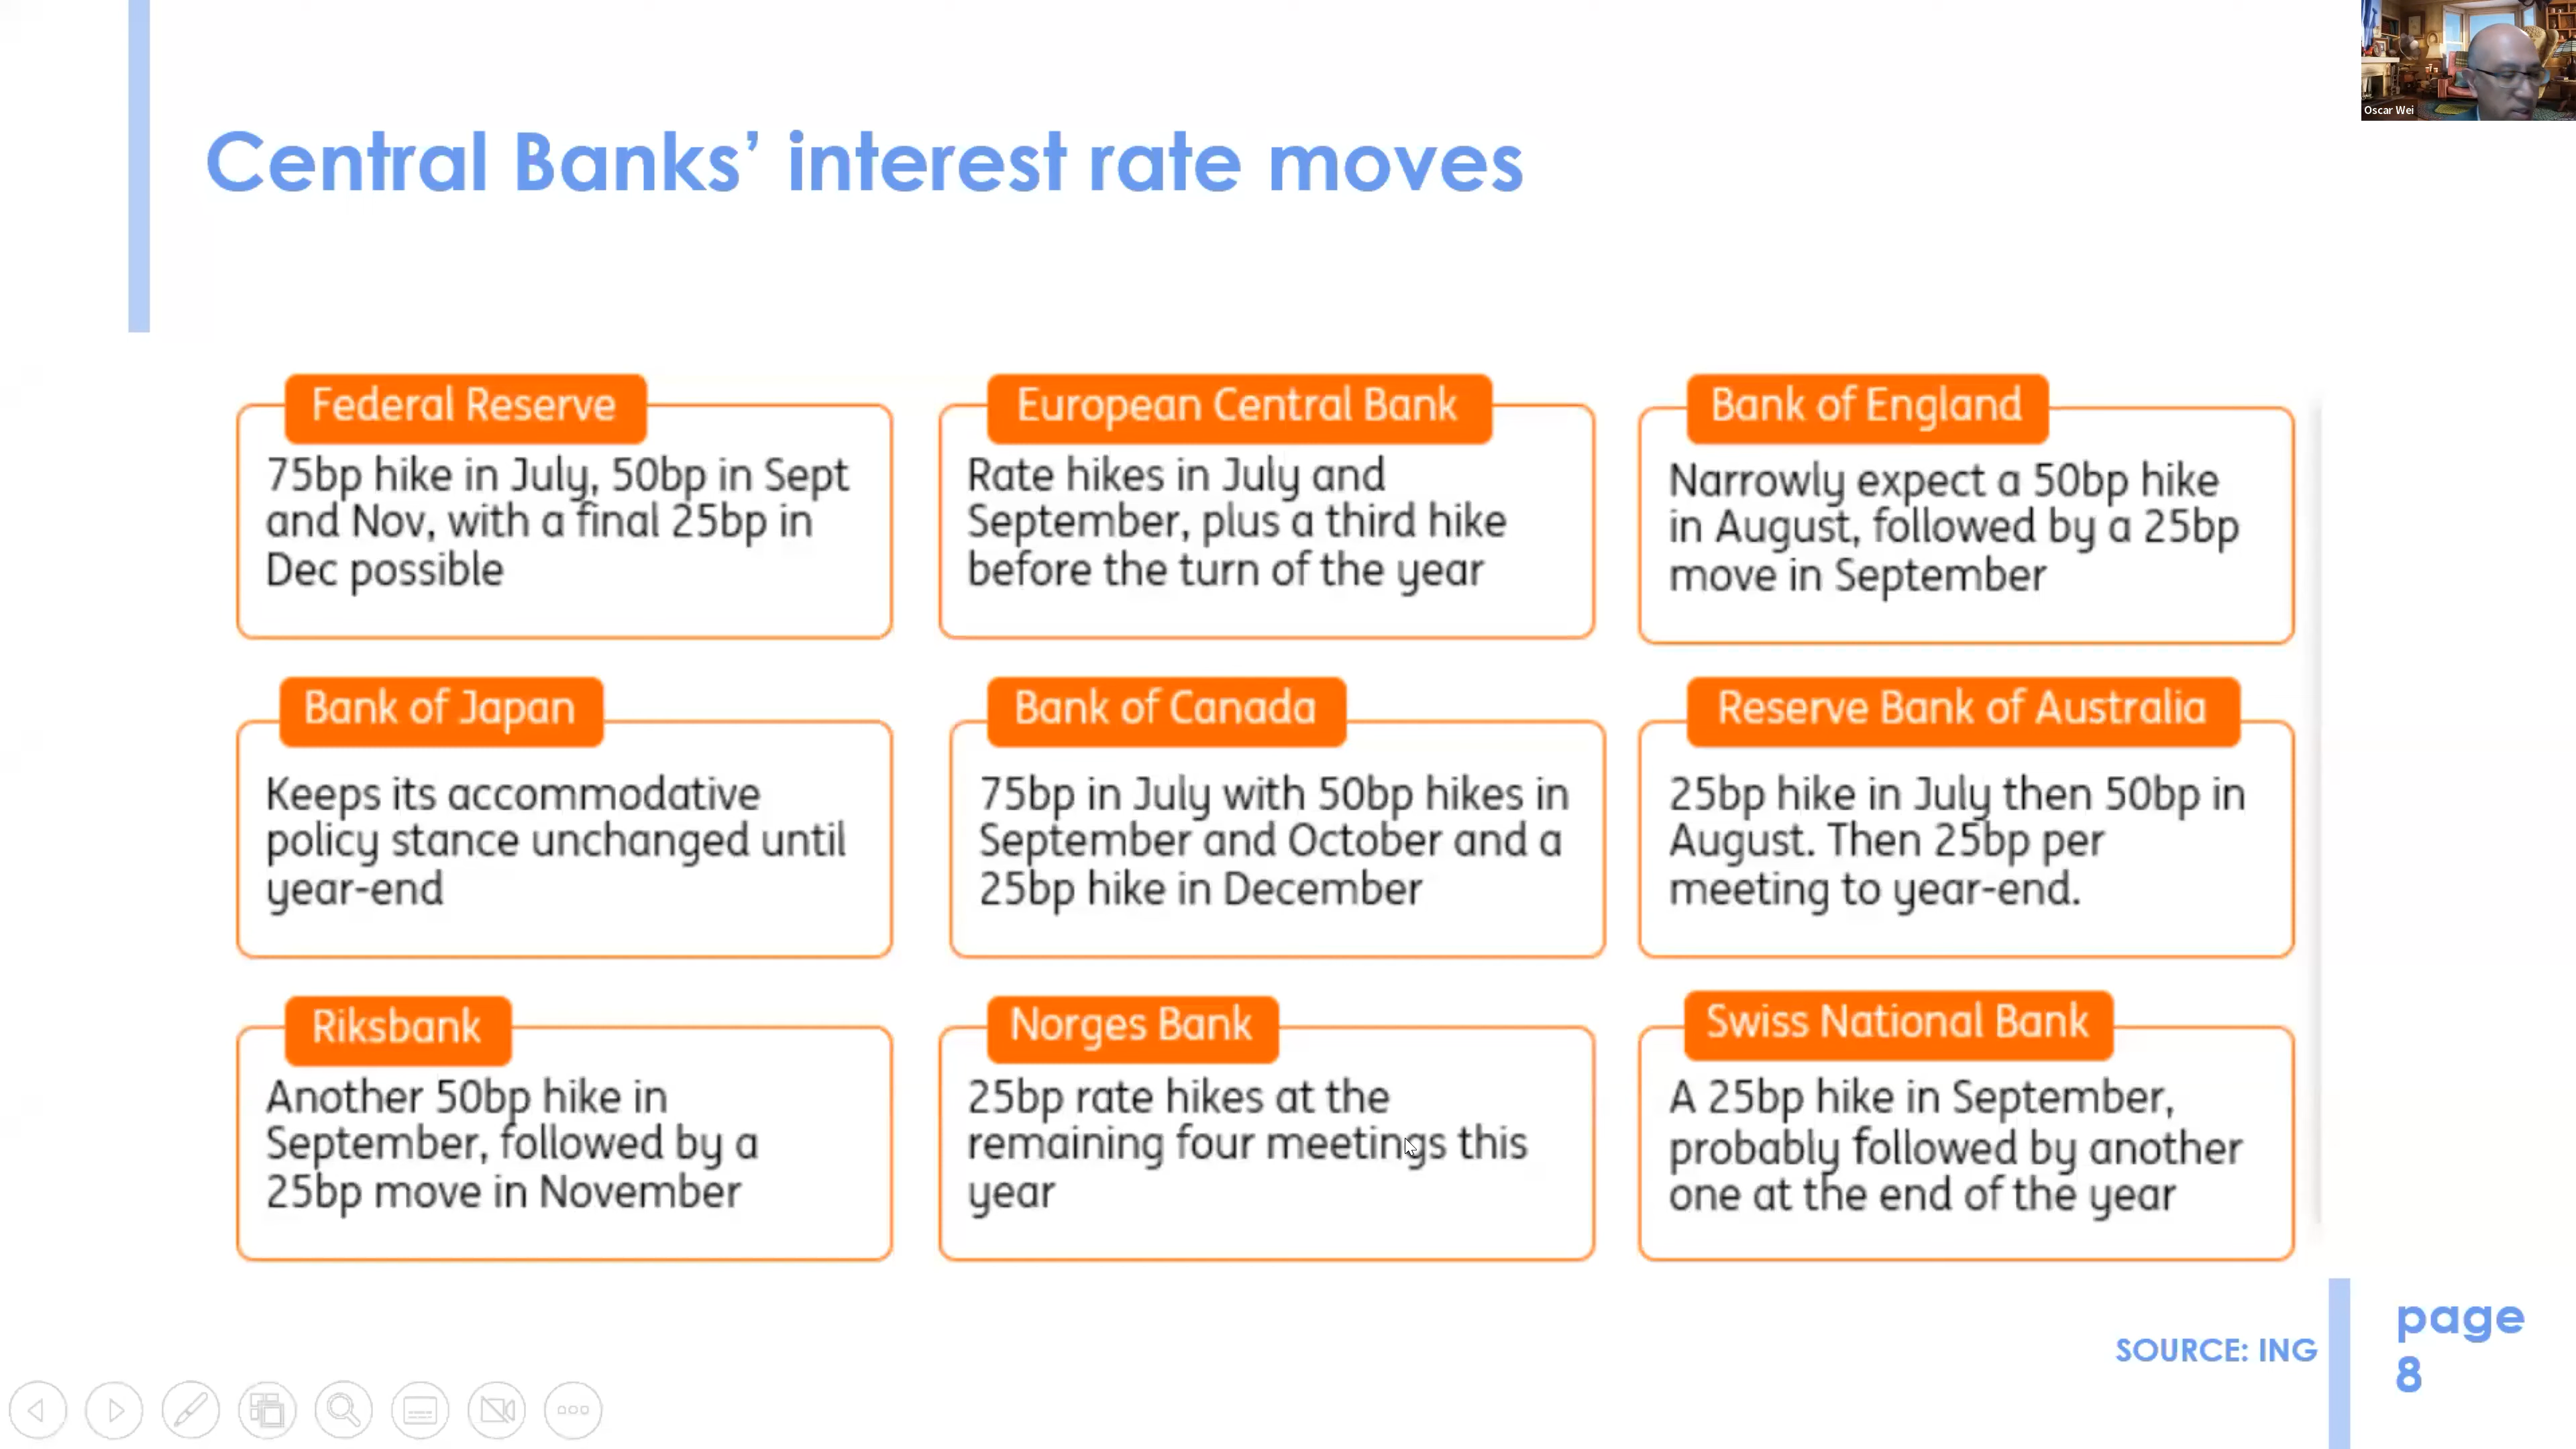 Oscar Wei
Central Banks’ interest rate moves
Federal Reserve
75bp hike in July, 50bp in Sept
and Nov, with a final 25bp in
Dec possible
European Central Bank
Rate hikes in July and
September, plus a third hike
before the turn of the year
Bank of England
Narrowly expect a 50bp hike
in August, followed by a 25bp
move in September
Bank of Japan
Keeps its accommodative
policy stance unchanged until
year-end
Bank of Canada
75bp in July with 50bp hikes in
September and October and a
25bp hike in December
Reserve Bank of Australia
25bp hike in July then 50bp in
August. Then 25bp per
meeting to year-end.
Riksbank
Another 50bp hike in
September, followed by a
25bp move in November
Norges Bank
25bp rate hikes at the
remaining four meetings this
year
Swiss National Bank
A 25bp hike in September,
probably followed by another
one at the end of the year
SOURCE: ING
page
8